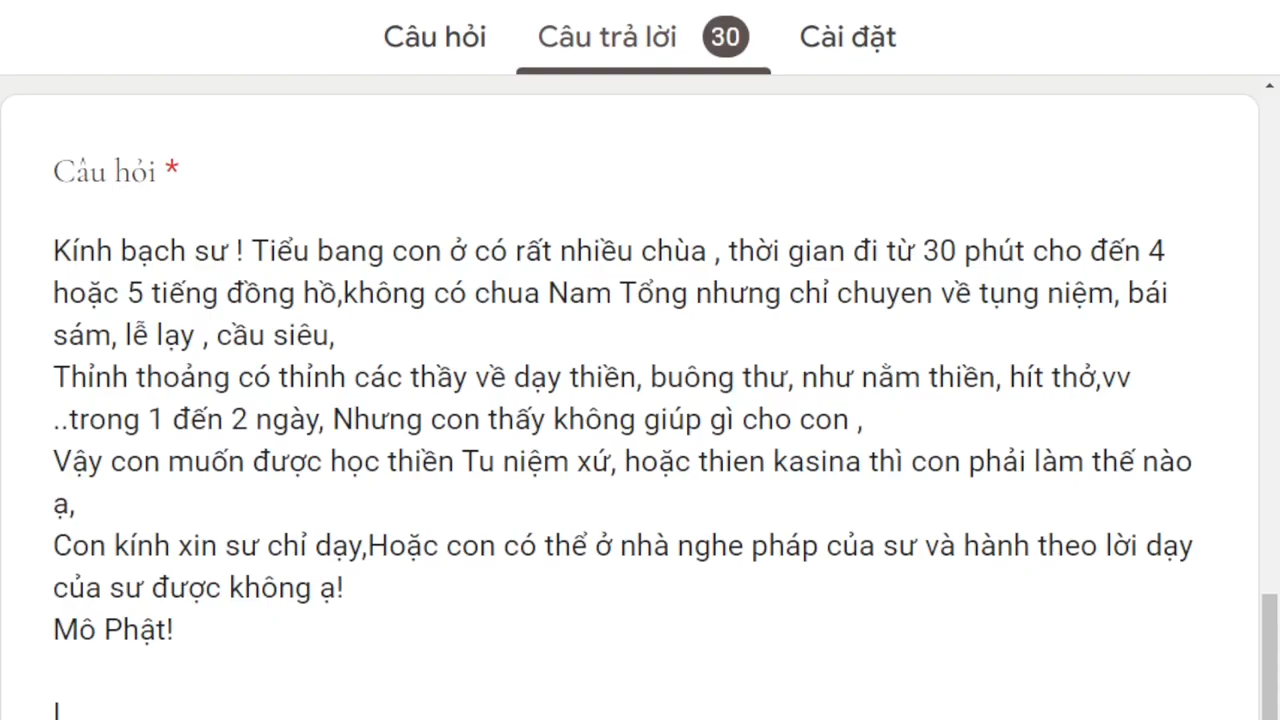 Câu hỏi Câu trả lời 30 Cài đặt
Câu hỏi *
Kính bạch sư ! Tiểu bang con ở có rất nhiều chùa , thời gian đi từ 30 phút cho đến 4
hoặc 5 tiếng đồng hồ,không có chua Nam Tổng nhưng chỉ chuyen về tụng niệm, bái
sám, lễ lạy , cầu siêu,
Thỉnh thoảng có thỉnh các thầy về dạy thiền, buông thư, như nằm thiền, hít thở,vv
..trong 1 đến 2 ngày, Nhưng con thấy không giúp gì cho con ,
Vậy con muốn được học thiền Tu niệm xứ, hoặc thien kasina thì con phải làm thế nào
ạ,
Con kính xin sư chỉ dạy,Hoặc con có thể ở nhà nghe pháp của sư và hành theo lời dạy
của sư được không ạ!
Mô Phật!